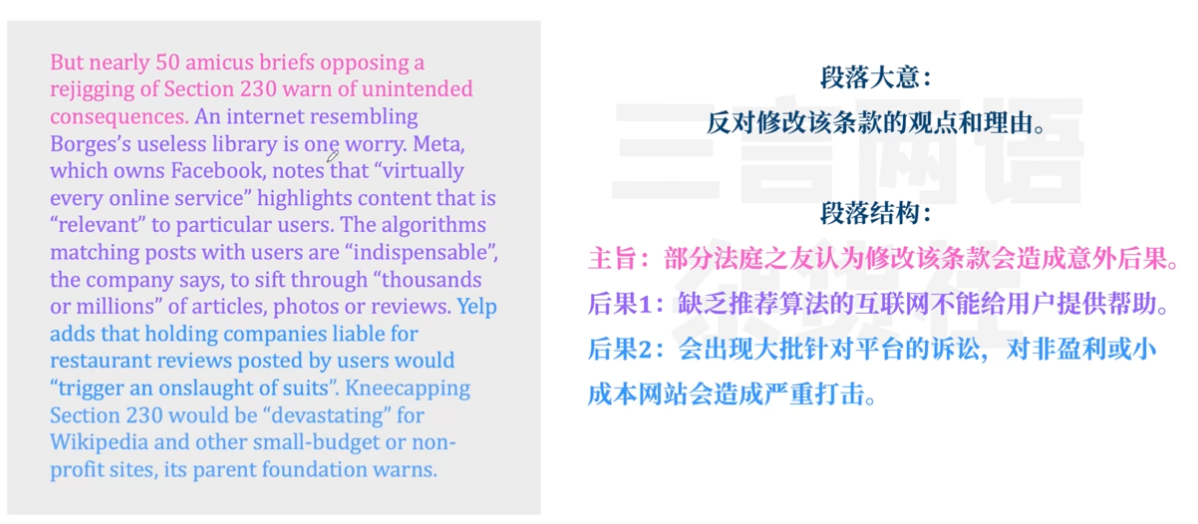 But nearly 50 amicus briefs opposing a
rejigging of Section 230 warn of unintended
consequences. An internet resembling
Borges’s useless library is one worry. Meta,
which owns Facebook, notes that “virtually
every online service” highlights content that is
“relevant” to particular users. The algorithms
matching posts with users are “indispensable”,
the company says, to sift through “thousands
or millions” of articles, photos or reviews. Yelp
adds that holding companies liable for
restaurant reviews posted by users would
“trigger an onslaught of suits”. Kneecapping
Section 230 would be “devastating” for
Wikipedia and other small-budget or non-
profit sites, its parent foundation warns.
段落大意：
反对修改该条款的观点和理由。
段落结构：
主旨：部分法庭之友认为修改该条款会造成意外后果。
后果1：缺乏推荐算法的互联网不能给用户提供帮助。
后果2：会出现大批针对平台的诉讼，对非盈利或小
成本网站会造成严重打击。
三言网语
杂货社